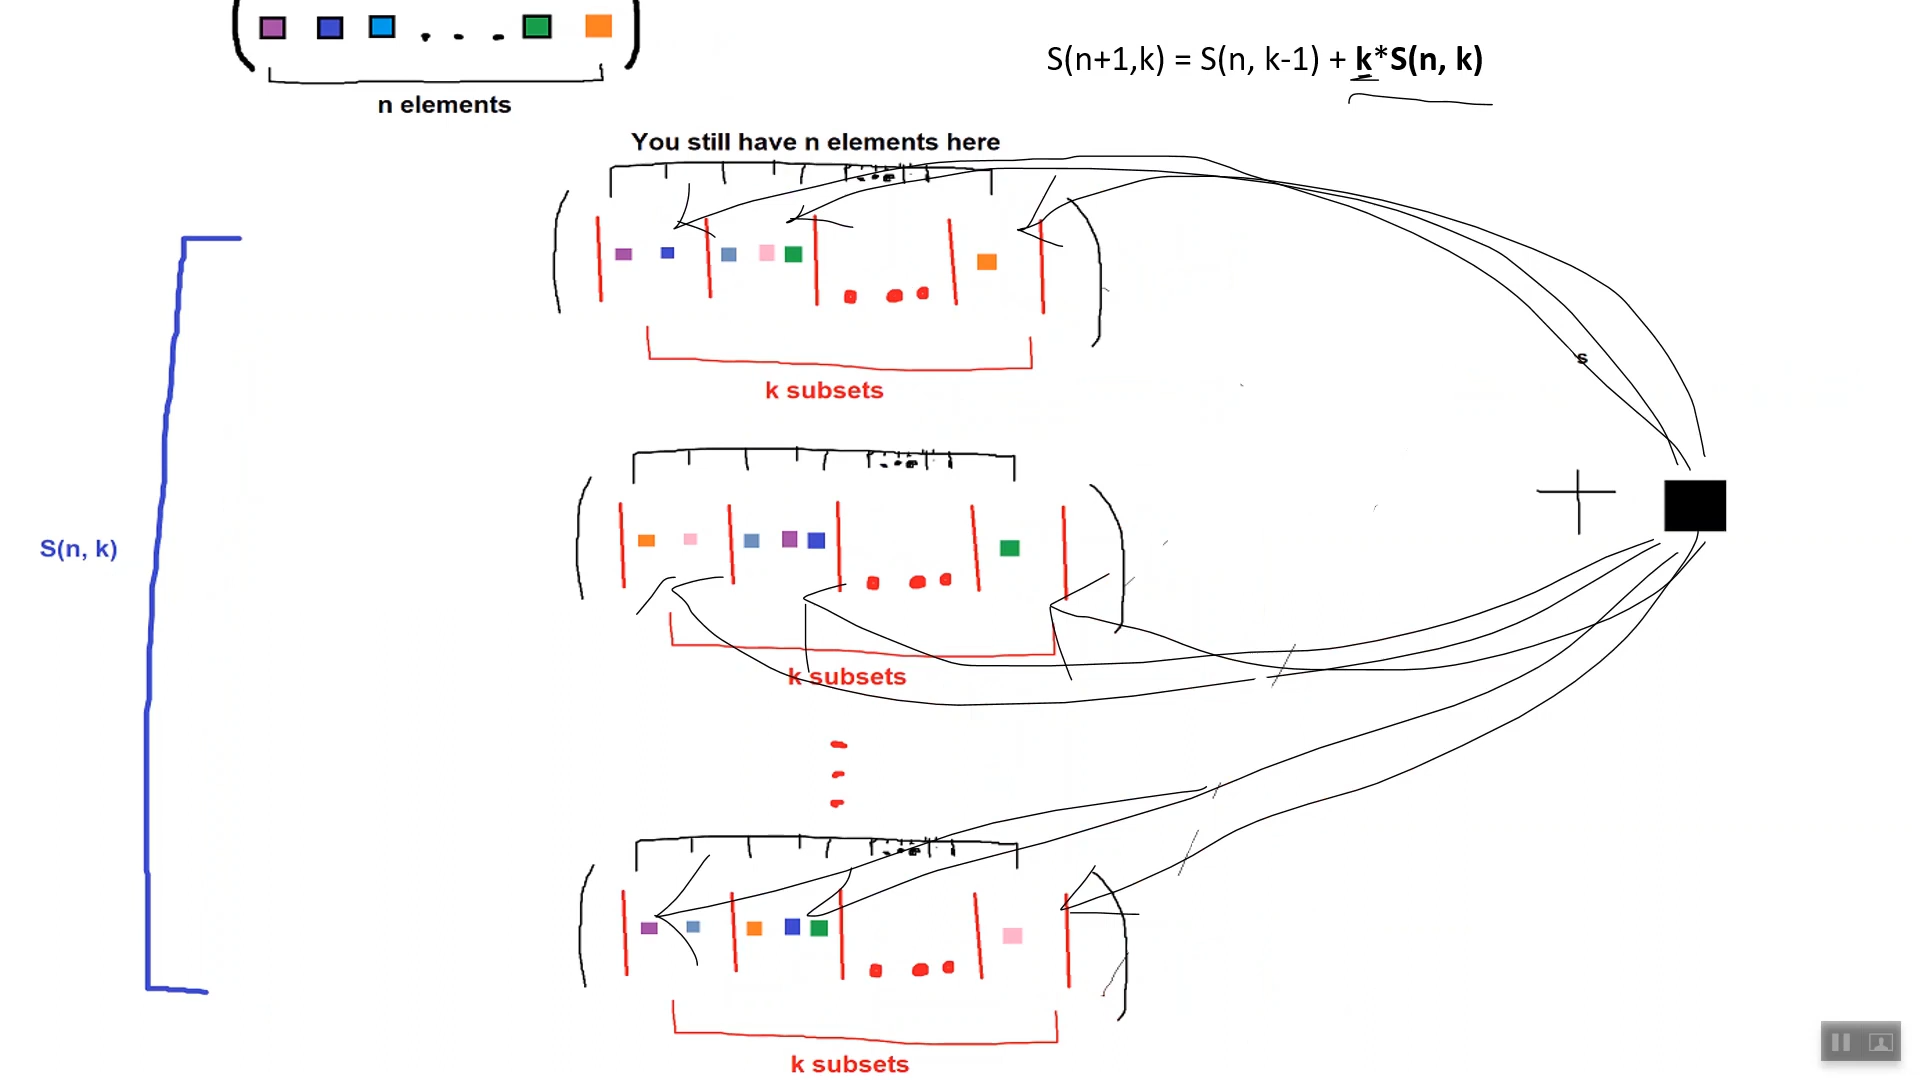 S(n+1,k) = S(n, k-1) + k*S(n, k)
n elements
You still have n elements here
s
k subsets
S(n, k)
k subsets
k subsets